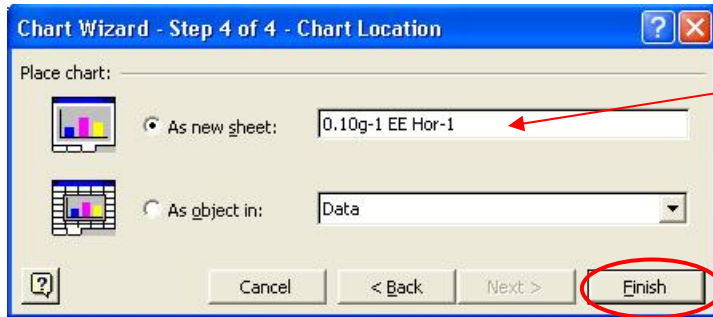 Chart Wizard - Step 4 of 4 - Chart Location
?
Place chart:
As new sheet: 0.10g-1 EE Hor-1
As object in: Data
?
Cancel < Back Next > Finish